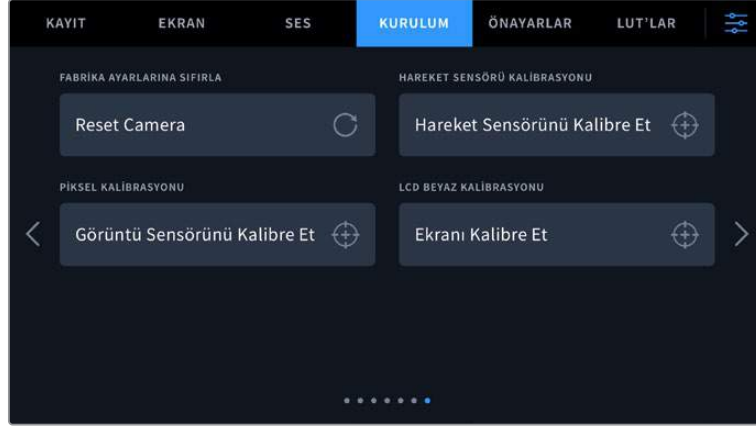 KAYIT EKRAN SES KURULUM ÖNAYARLAR LUT'LAR
FABRİKA AYARLARINA SIFIRLA HAREKET SENSÖRÜ KALİBRASYONU
Reset Camera Hareket Sensörünü Kalibre Et
PİKSEL KALİBRASYONU LCD BEYAZ KALİBRASYONU
Görüntü Sensörünü Kalibre Et Ekranı Kalibre Et